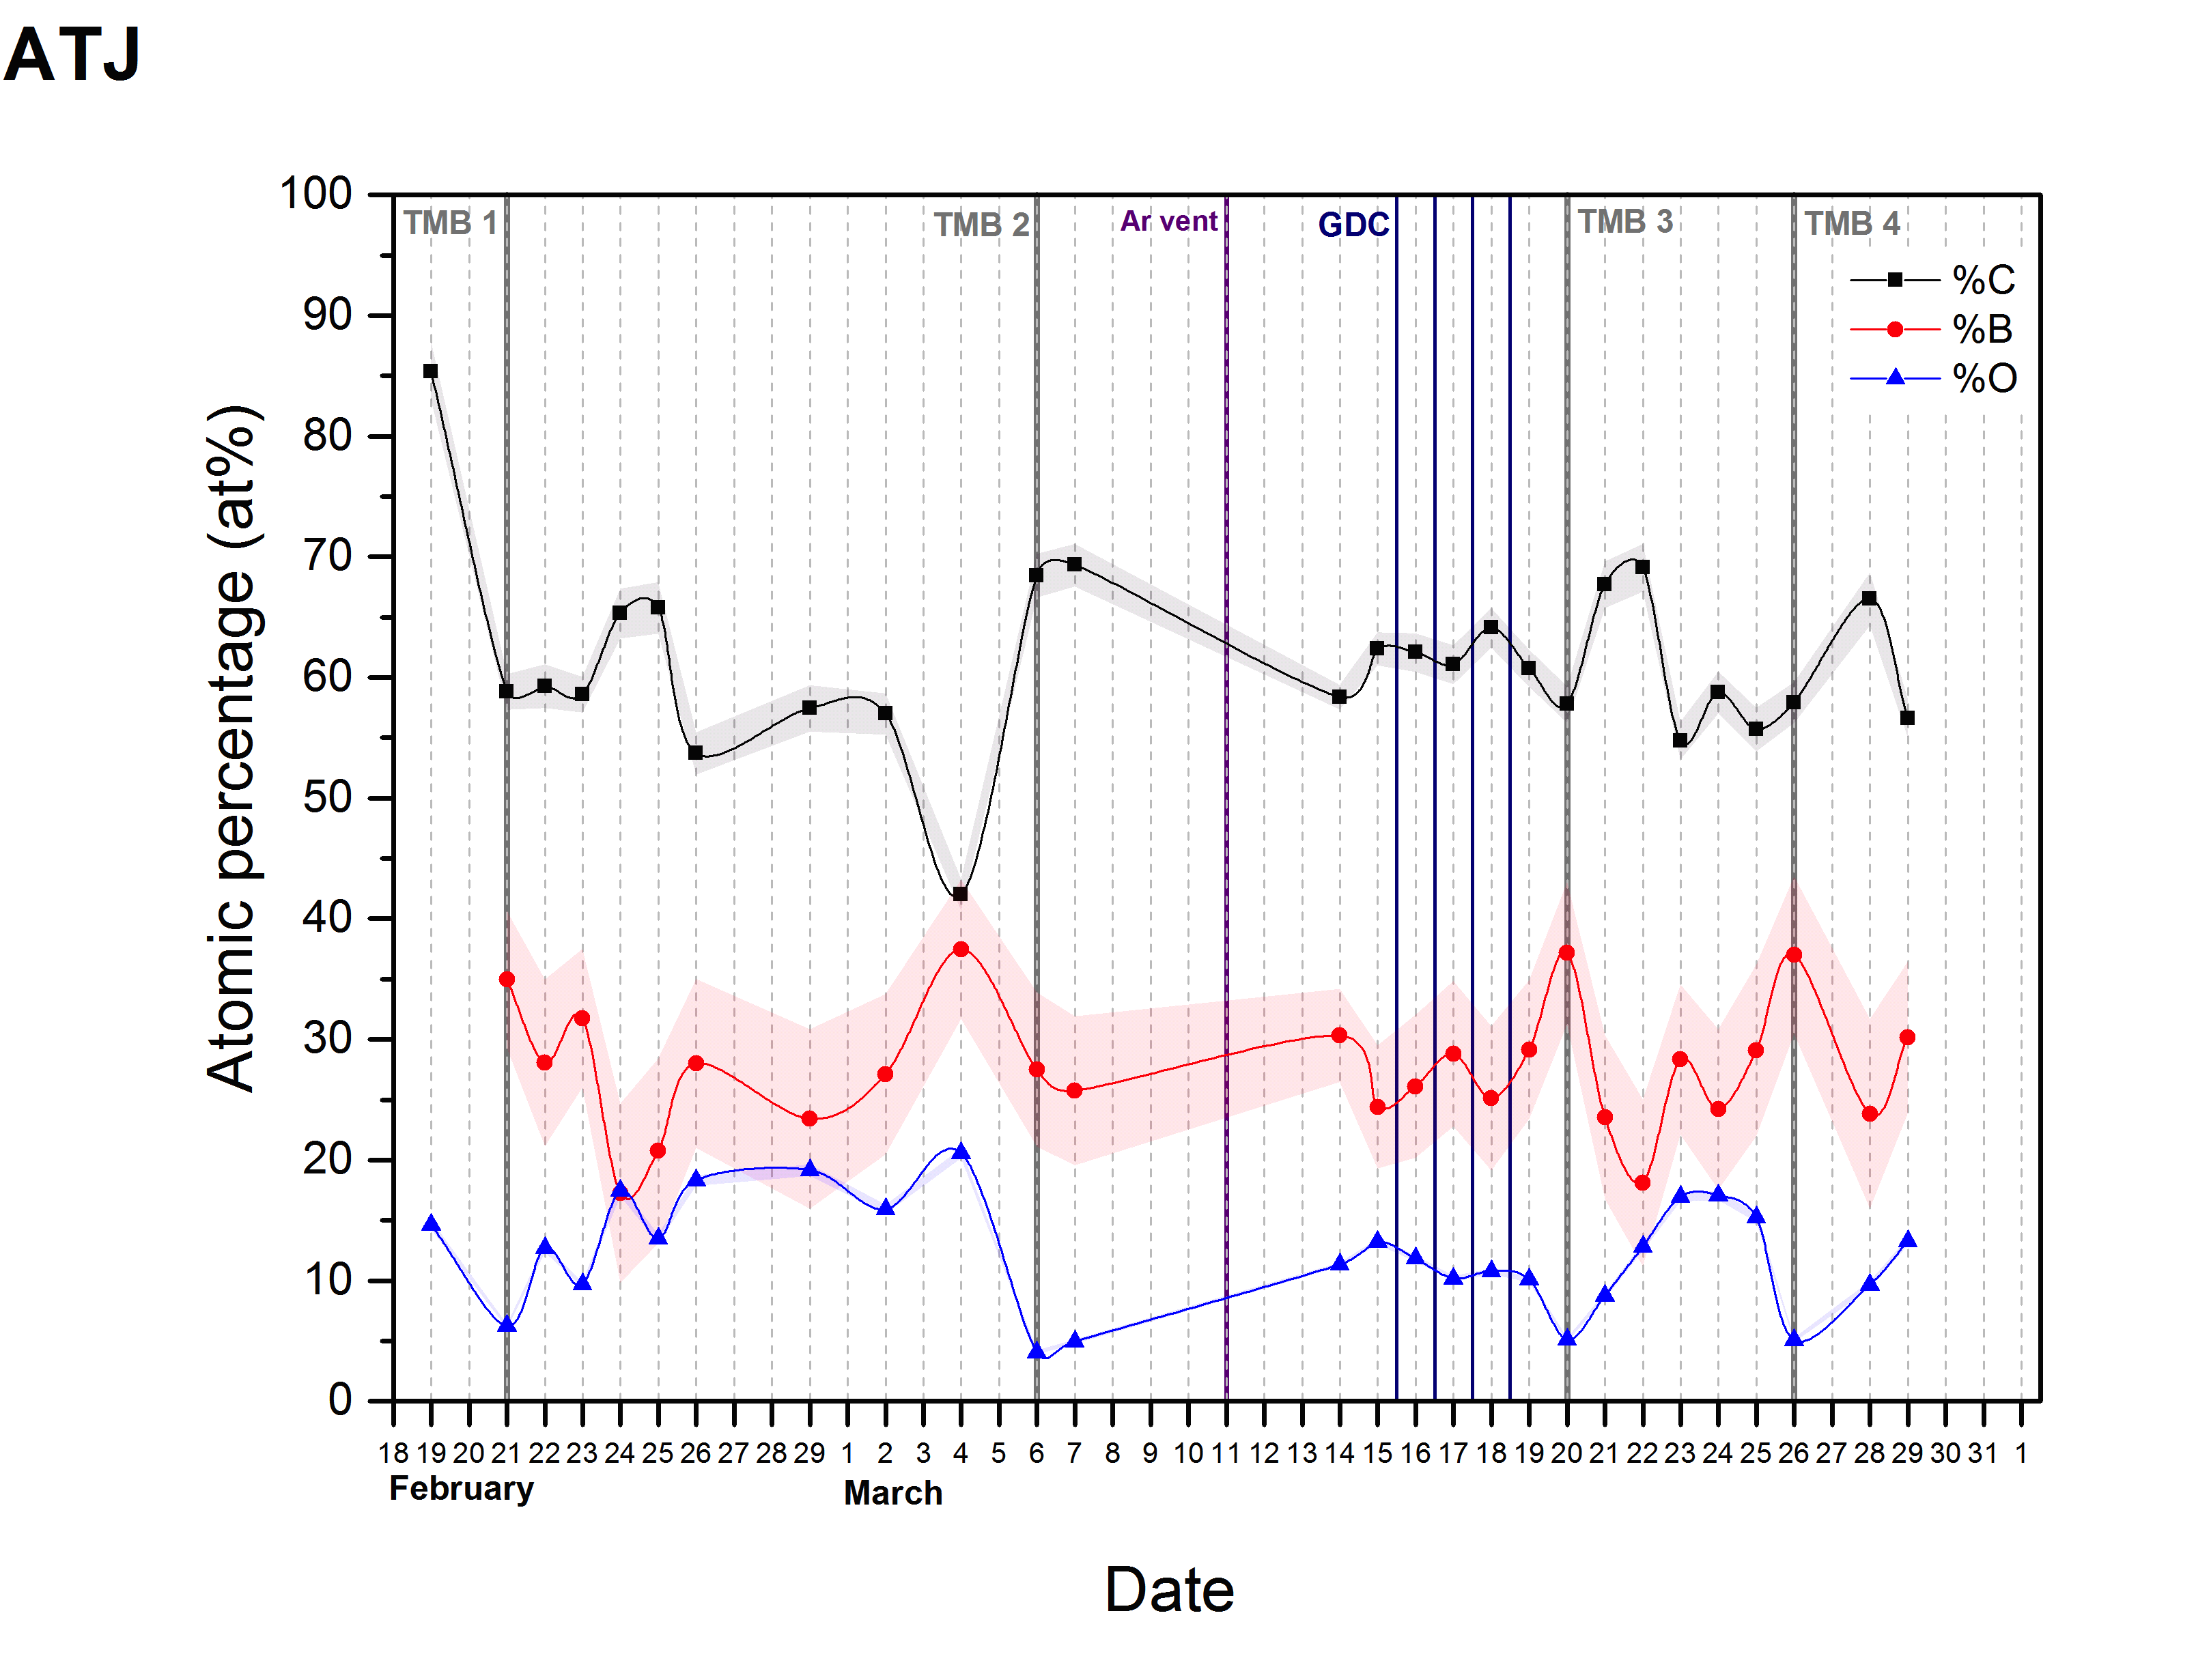 ATJ
100
90
80
70
60
50
40
30
20
10
0
Atomic percentage (at%)
TMB 1
TMB 2
Ar vent
GDC
TMB 3
TMB 4
%C
%B
%O
18 19 20 21 22 23 24 25 26 27 28 29 1 2 3 4 5 6 7 8 9 10 11 12 13 14 15 16 17 18 19 20 21 22 23 24 25 26 27 28 29 30 31 1
February March
Date